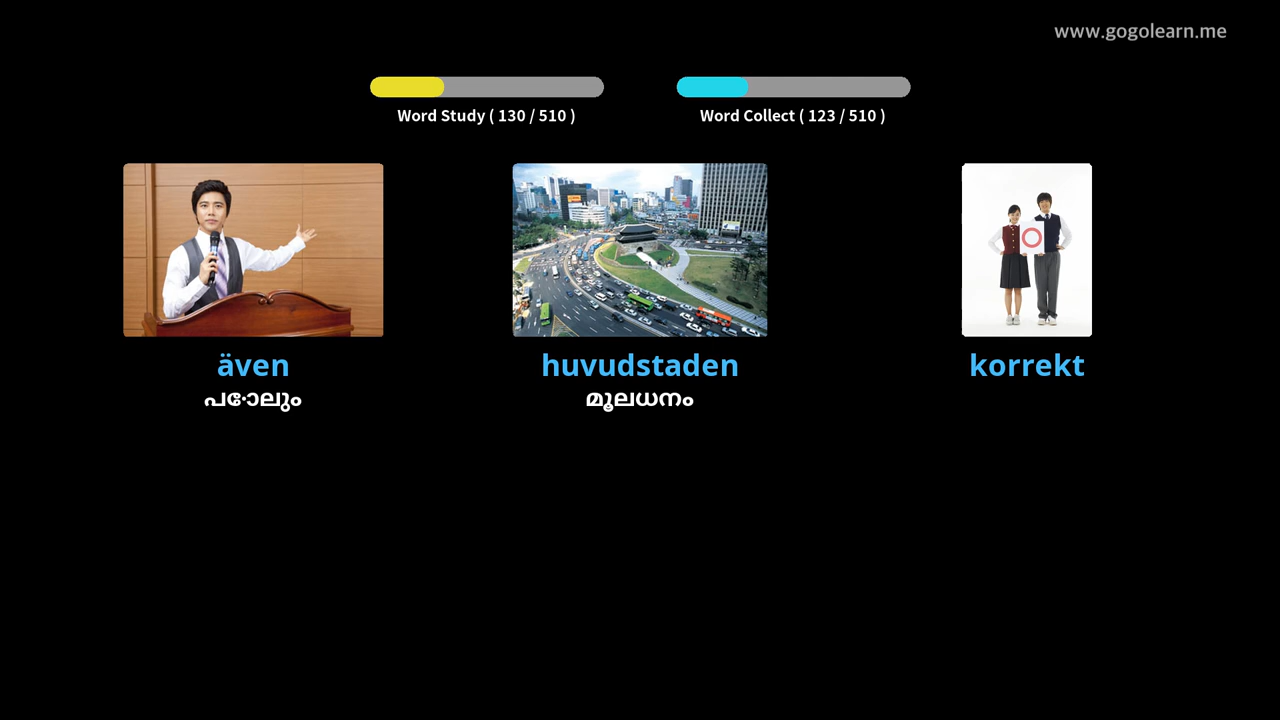 www.gogolearn.me
Word Study ( 130 / 510 )
Word Collect ( 123 / 510 )
även
പോലും
huvudstaden
മൂലധനം
korrekt